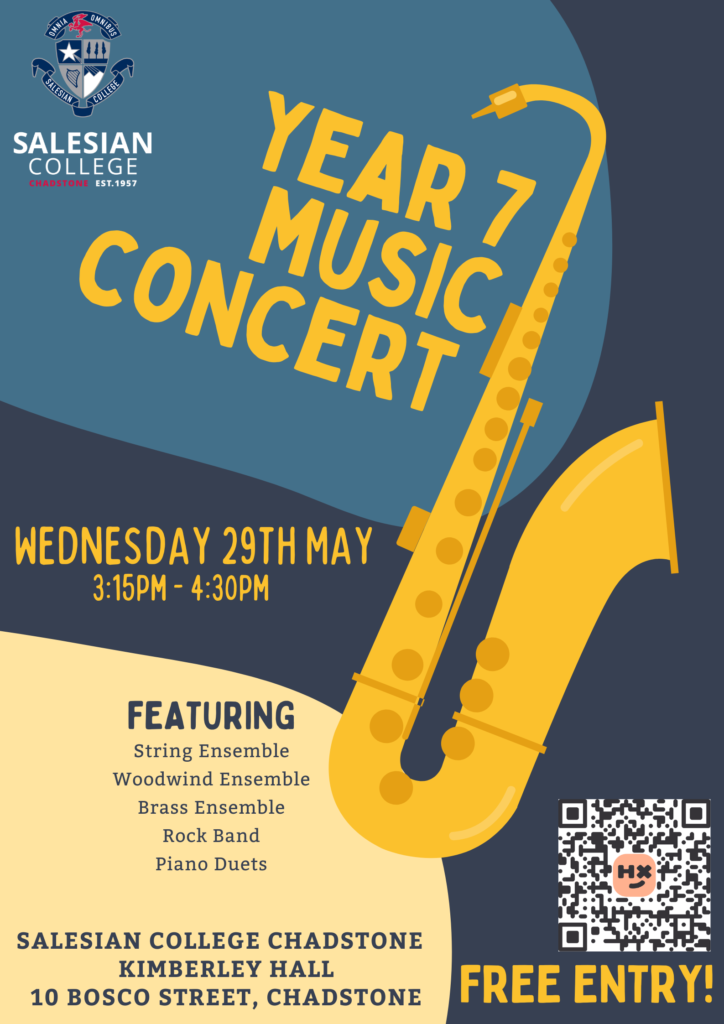 OMNIA OMNIBUS
SALESIAN COLLEGE
SALESIAN
COLLEGE
CHADSTONE EST.1957
YEAR 7
MUSIC
CONCERT
WEDNESDAY 29TH MAY
3:15PM - 4:30PM
FEATURING
String Ensemble
Woodwind Ensemble
Brass Ensemble
Rock Band
Piano Duets
HX
SALESIAN COLLEGE CHADSTONE
KIMBERLEY HALL
10 BOSCO STREET, CHADSTONE
FREE ENTRY!